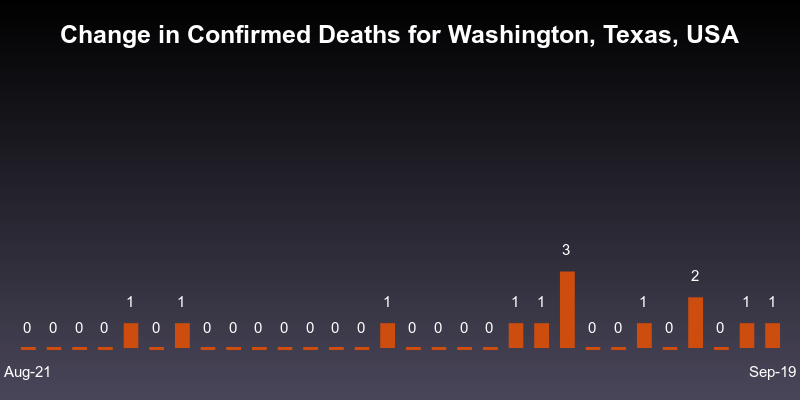 Change in Confirmed Deaths for Washington, Texas, USA
3
2
1 1 1 1 1 1 1 1
0 0 0 0 0 0 0 0 0 0 0 0 0 0 0 0 0 0 0 0
Aug-21 Sep-19